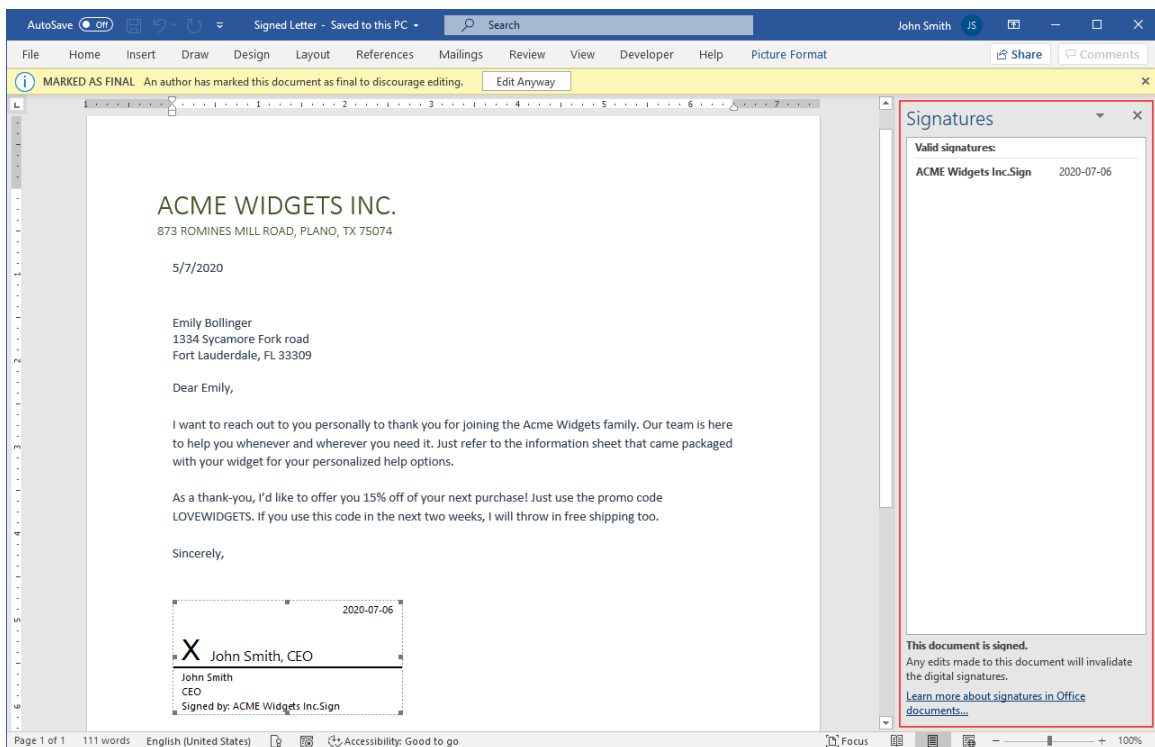 AutoSave Off Signed Letter - Saved to this PC Search John Smith JS
File Home Insert Draw Design Layout References Mailings Review View Developer Help Picture Format Share Comments
MARKED AS FINAL An author has marked this document as final to discourage editing. Edit Anyway
1 1 2 3 4 5 6 7
Signatures
Valid signatures:
ACME Widgets Inc.Sign 2020-07-06
ACME WIDGETS INC.
873 ROMINES MILL ROAD, PLANO, TX 75074
5/7/2020
Emily Bollinger
1334 Sycamore Fork road
Fort Lauderdale, FL 33309
Dear Emily,
I want to reach out to you personally to thank you for joining the Acme Widgets family. Our team is here
to help you whenever and wherever you need it. Just refer to the information sheet that came packaged
with your widget for your personalized help options.
As a thank-you, I'd like to offer you 15% off of your next purchase! Just use the promo code
LOVEWIDGETS. If you use this code in the next two weeks, I will throw in free shipping too.
Sincerely,
2020-07-06
X John Smith, CEO
John Smith
CEO
Signed by: ACME Widgets Inc.Sign
This document is signed.
Any edits made to this document will invalidate
the digital signatures.
Learn more about signatures in Office
documents...
Page 1 of 1 111 words English (United States) Accessibility: Good to go Focus 100%